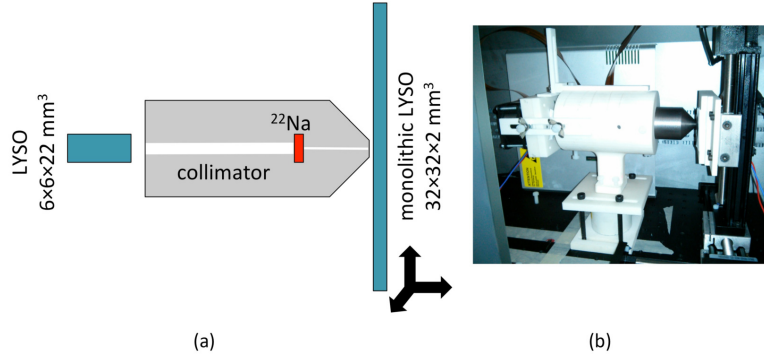 LYSO
6×6×22 mm³
²²Na
collimator
monolithic LYSO
32×32×2 mm³
(a)
(b)